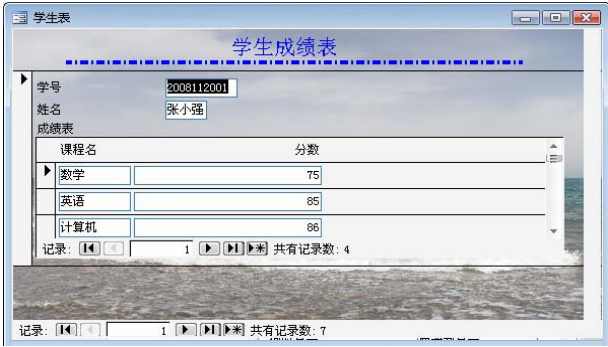 学生表
学生成绩表
学号 2008112001
姓名 张小强
成绩表
课程名 分数
数学 75
英语 85
计算机 86
记录: 1 共有记录数: 4
记录: 1 共有记录数: 7